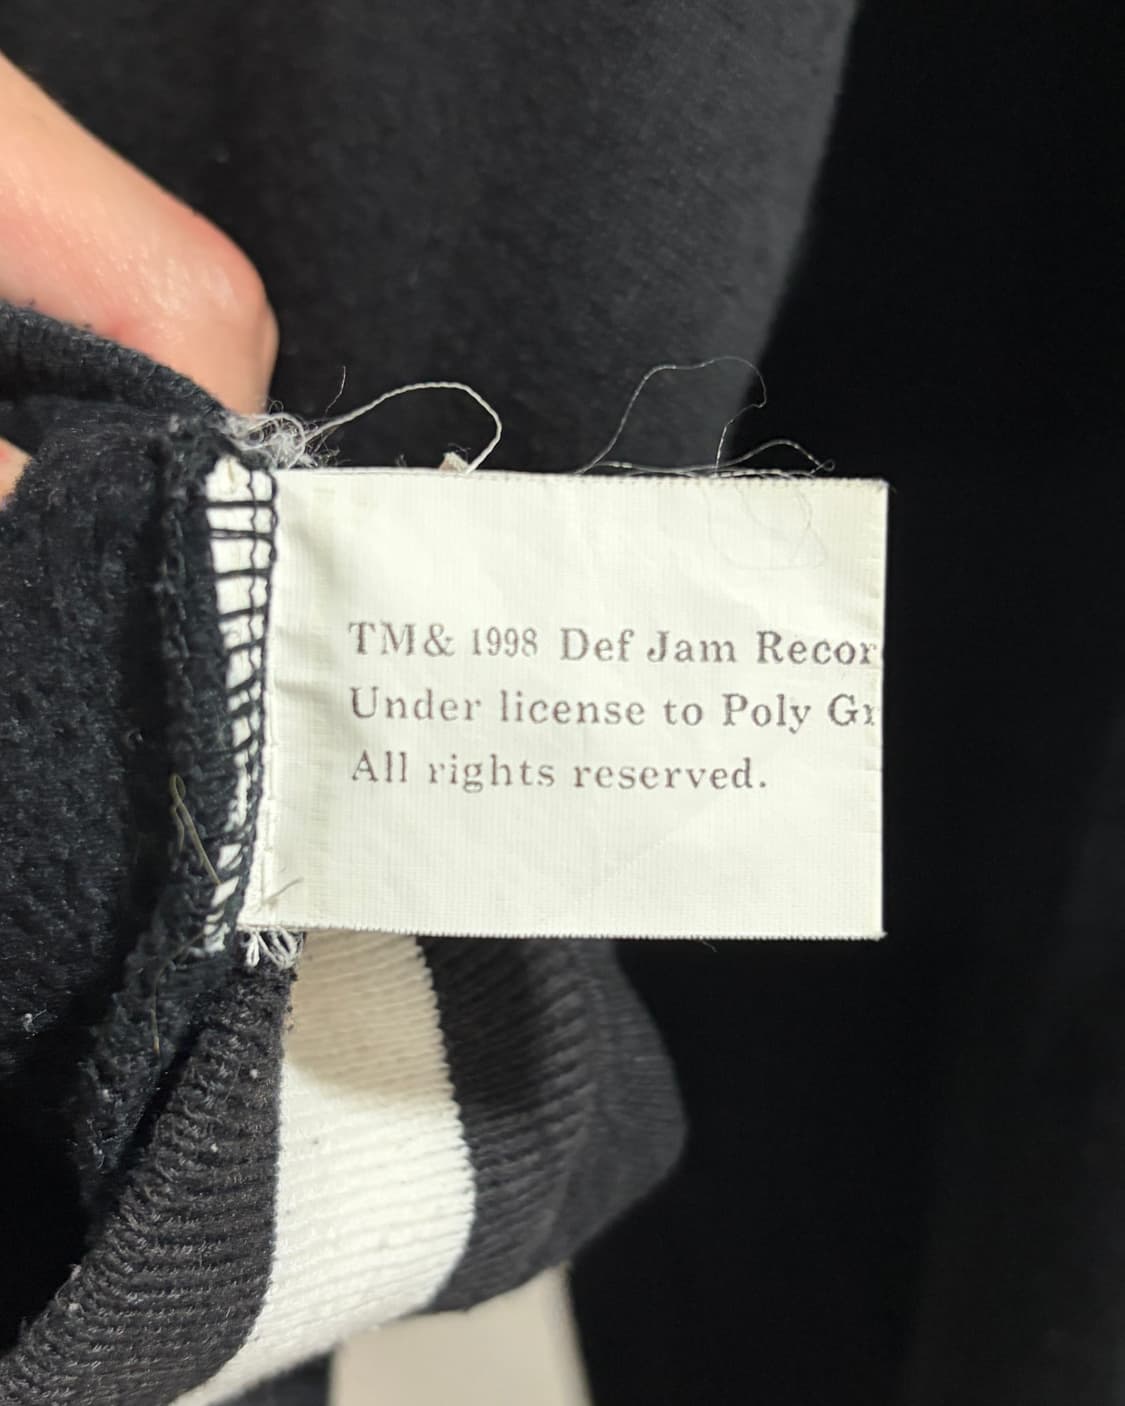 TM& 1998 Def Jam Recor
Under license to Poly Gr
All rights reserved.